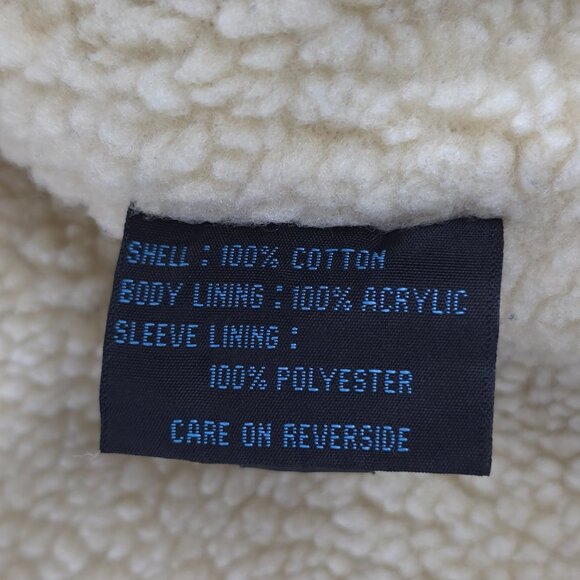 SHELL : 100% COTTON
BODY LINING : 100% ACRYLIC
SLEEVE LINING :
100% POLYESTER
CARE ON REVERSIDE